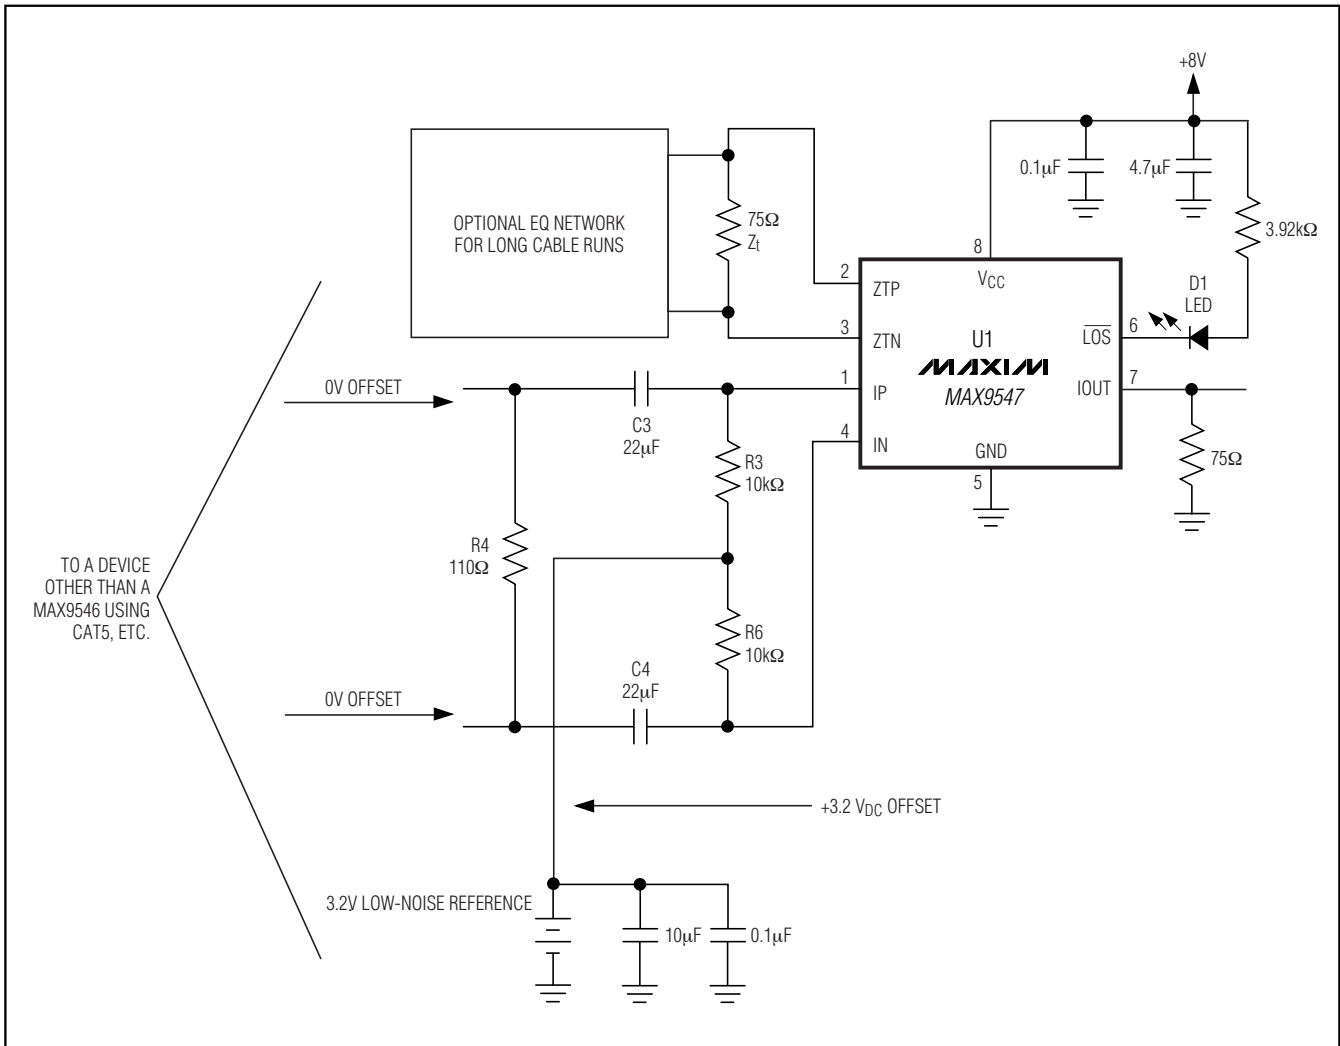 +8V
0.1µF
4.7µF
OPTIONAL EQ NETWORK
FOR LONG CABLE RUNS
75Ω
Zt
3.92kΩ
8
VCC
2
ZTP
D1
LED
3
ZTN
U1
LOS
6
MAXIM
MAX9547
0V OFFSET
1
IP
IOUT
7
C3
22µF
4
IN
GND
5
75Ω
R3
10kΩ
R4
110Ω
TO A DEVICE
OTHER THAN A
MAX9546 USING
CAT5, ETC.
R6
10kΩ
C4
22µF
0V OFFSET
+3.2 VDC OFFSET
3.2V LOW-NOISE REFERENCE
10µF
0.1µF